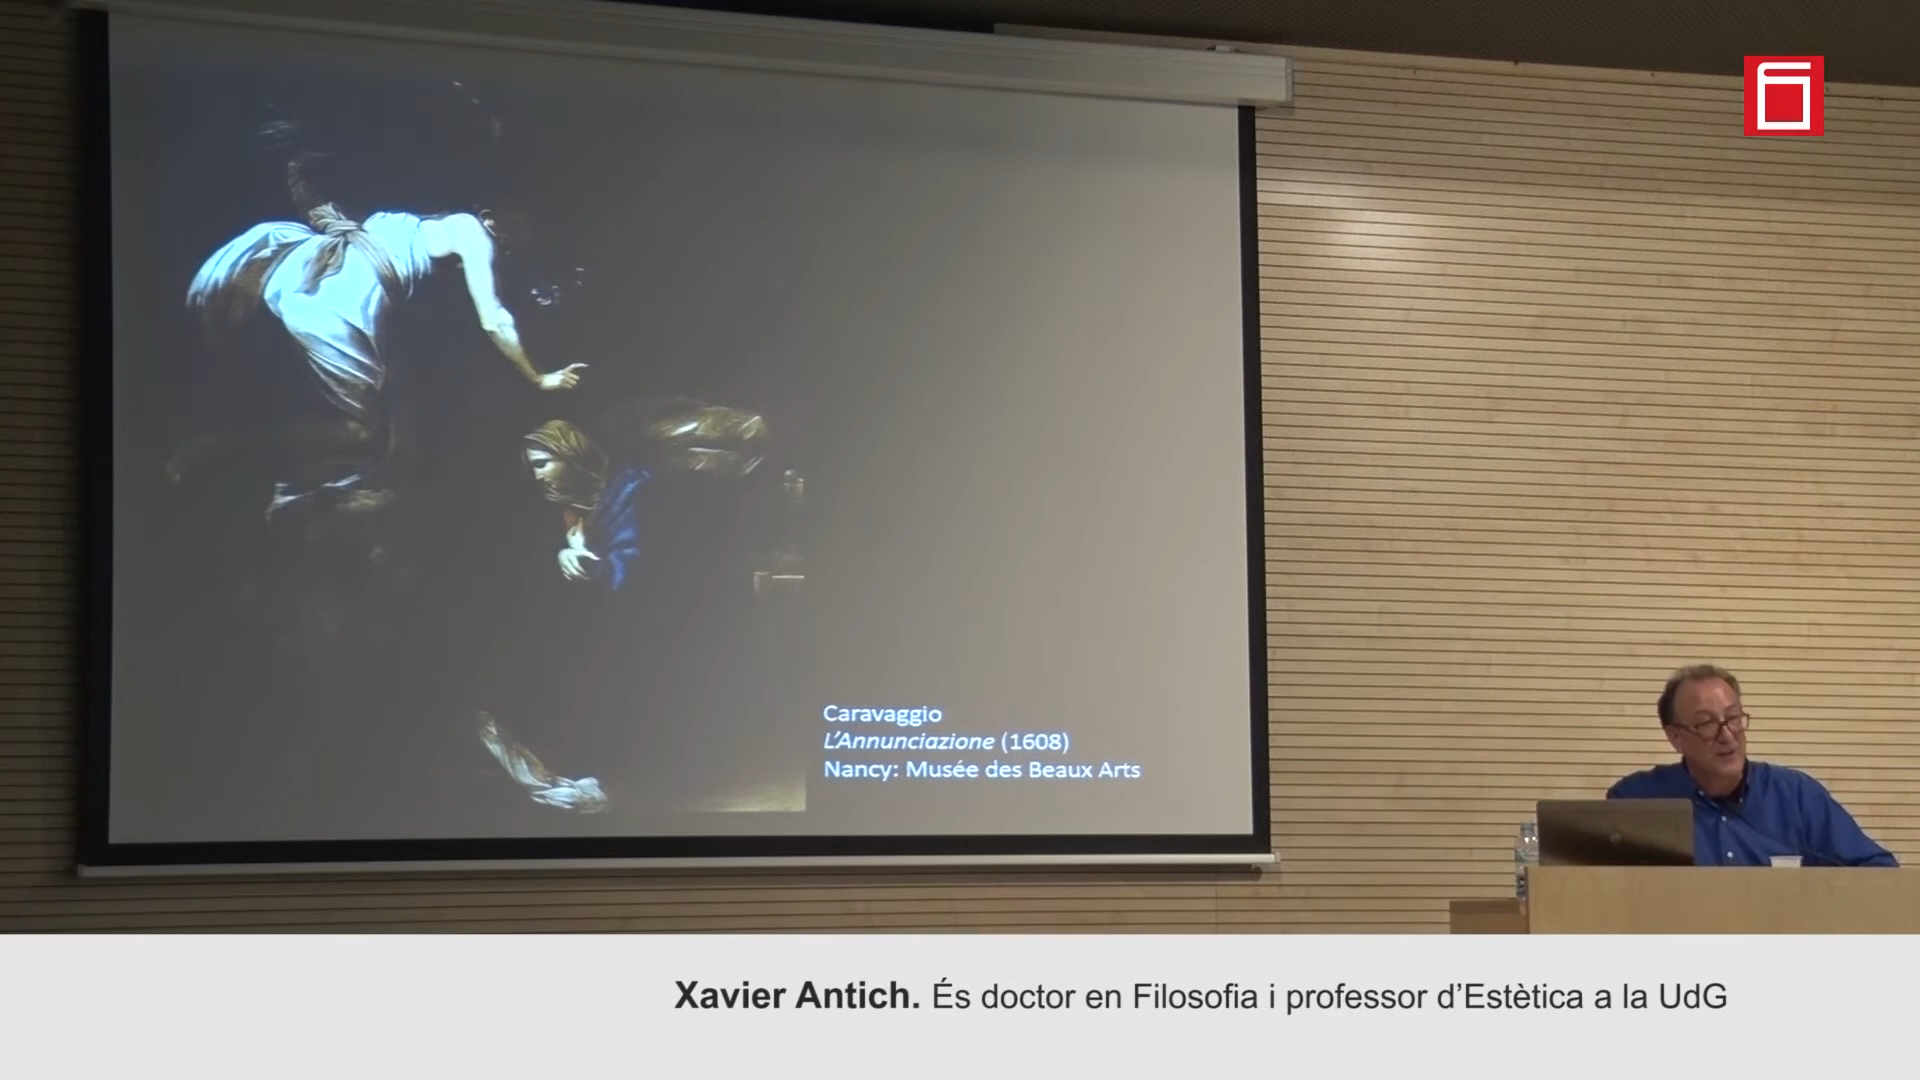 Caravaggio
L'Annunciazione (1608)
Nancy: Musée des Beaux Arts
Xavier Antich. És doctor en Filosofia i professor d'Estètica a la UdG